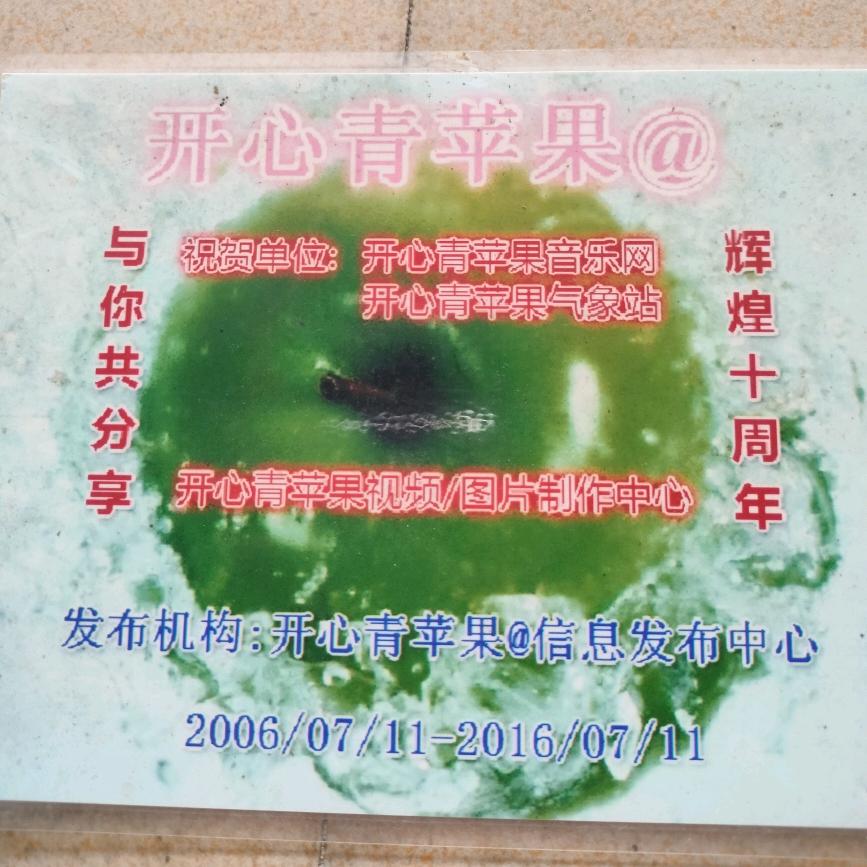 开心青苹果@
与你共分享
祝贺单位: 开心青苹果音乐网
开心青苹果气象站
辉煌十周年
开心青苹果视频/图片制作中心
发布机构:开心青苹果@信息发布中心
2006/07/11-2016/07/11